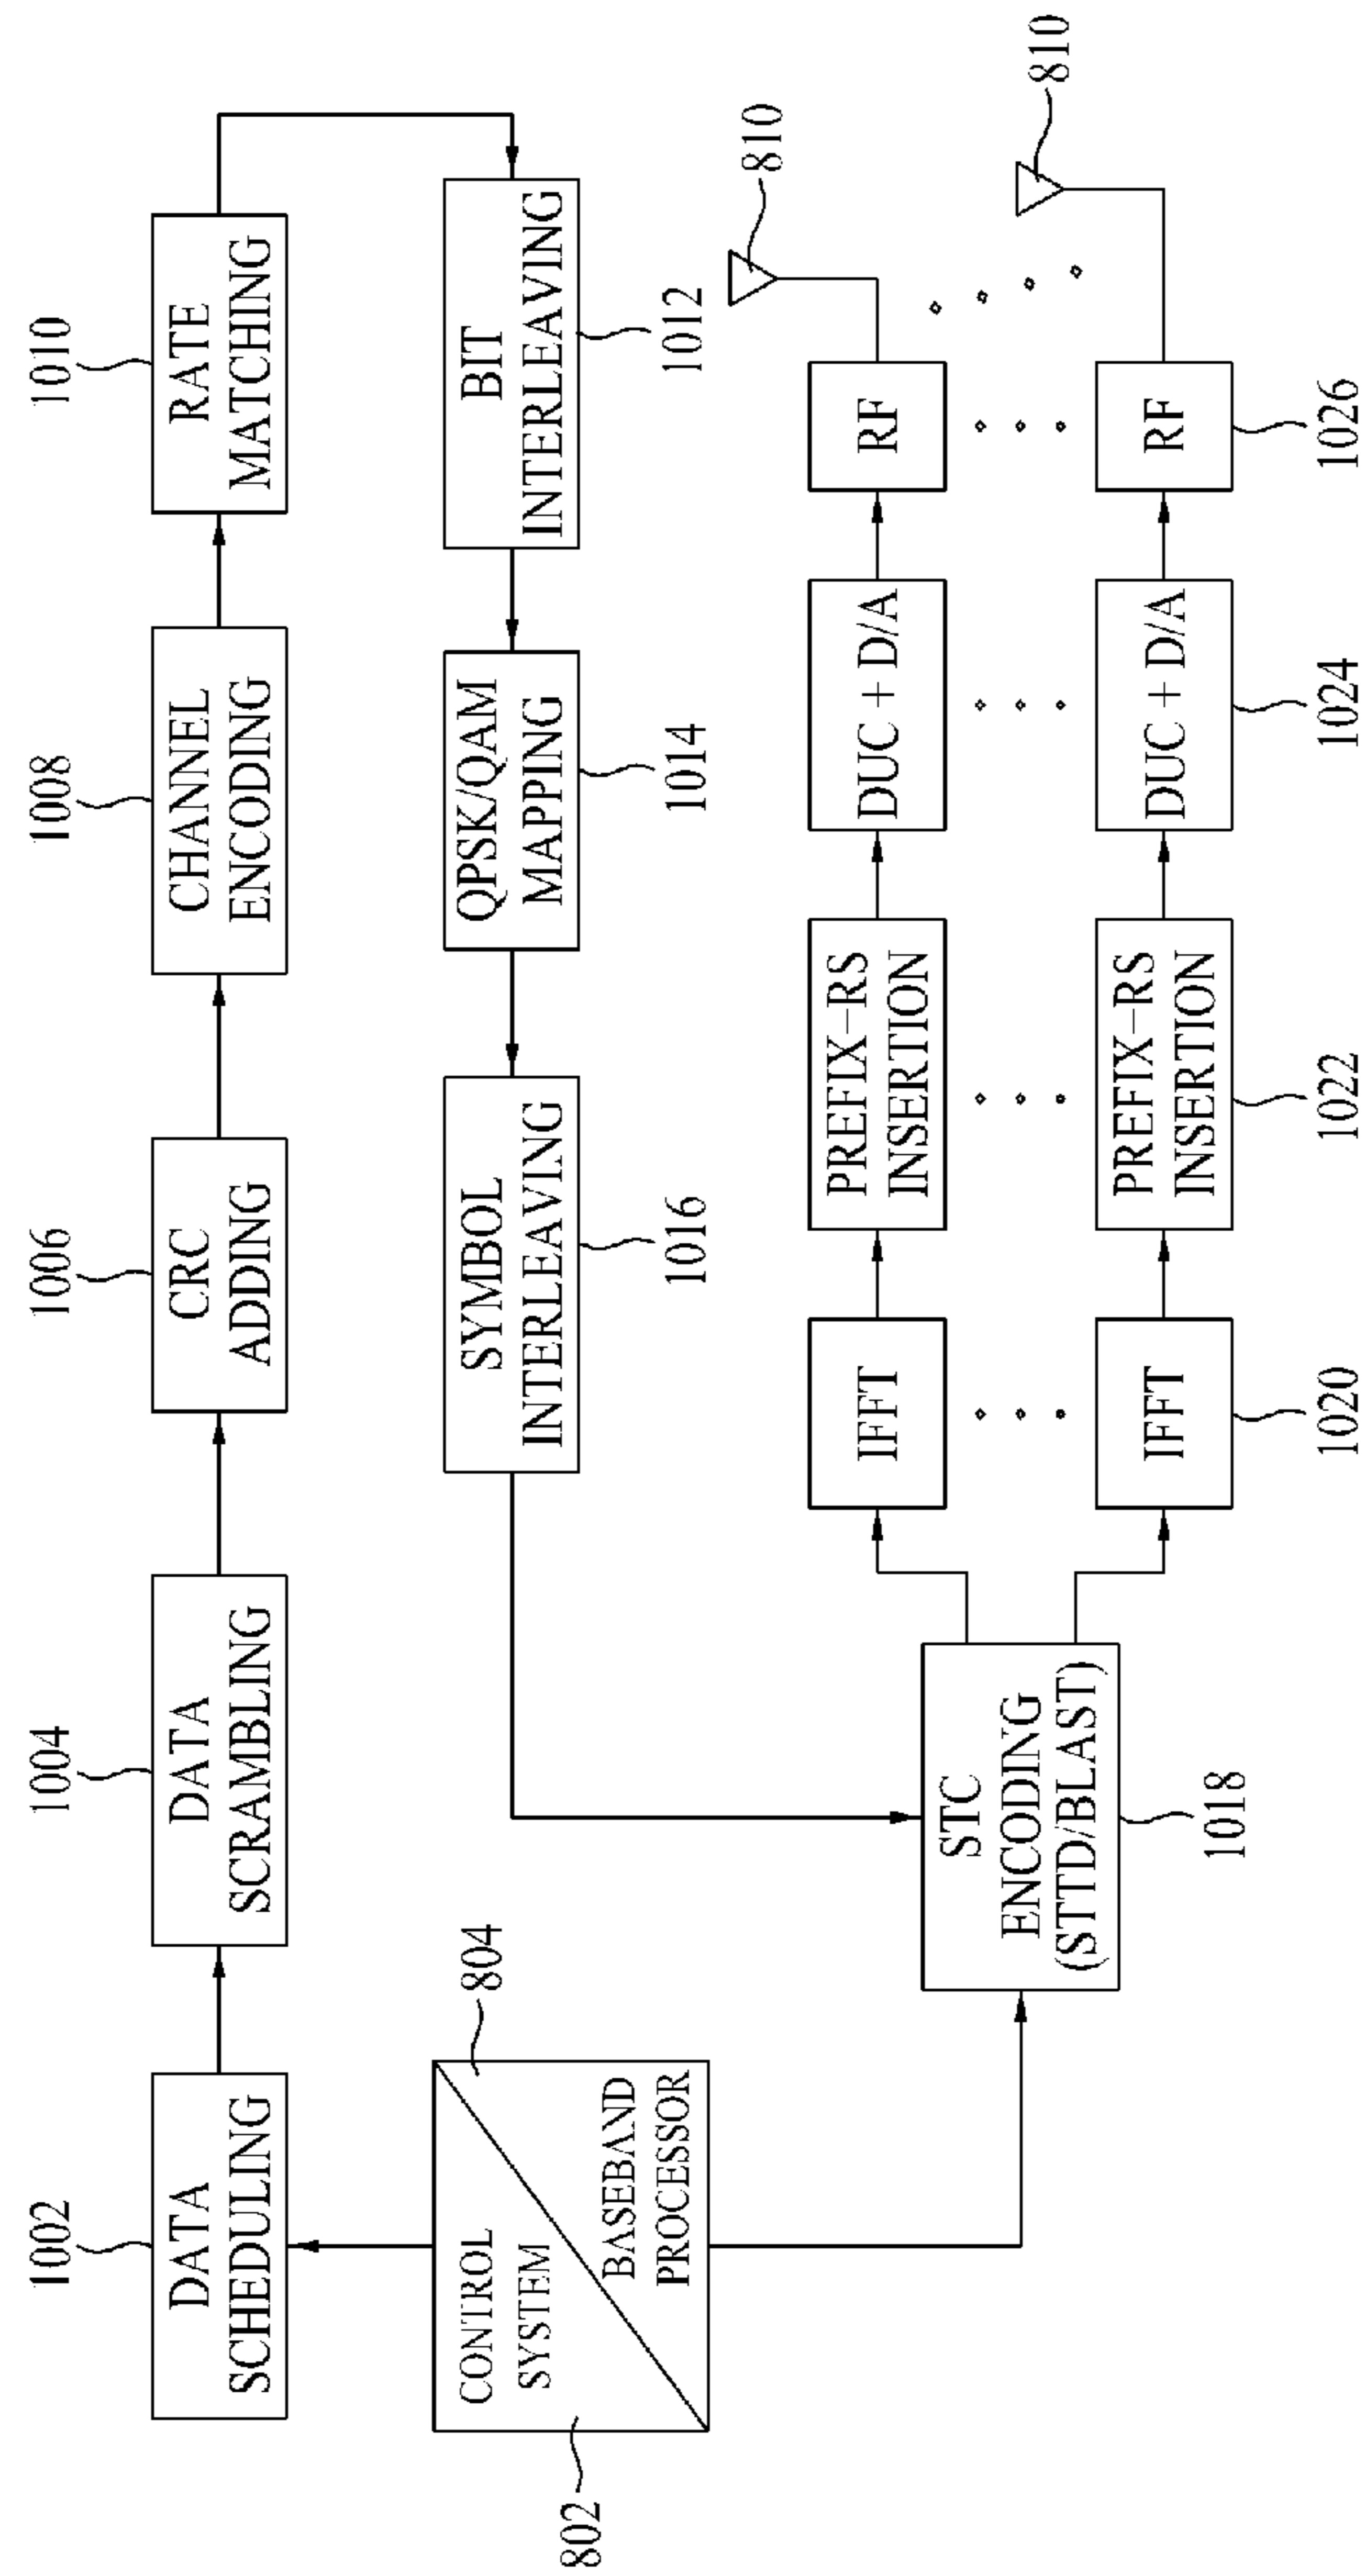 1002
1004
1006
1008
1010
DATA
SCHEDULING
DATA
SCRAMBLING
CRC
ADDING
CHANNEL
ENCODING
RATE
MATCHING
802
CONTROL
SYSTEM
804
BASEBAND
PROCESSOR
SYMBOL
INTERLEAVING
QPSK/QAM
MAPPING
BIT
INTERLEAVING
1016
1014
1012
STC
ENCODING
(STTD/BLAST)
1018
IFFT
PREFIX-RS
INSERTION
DUC + D/A
RF
810
IFFT
PREFIX-RS
INSERTION
DUC + D/A
RF
810
1020
1022
1024
1026